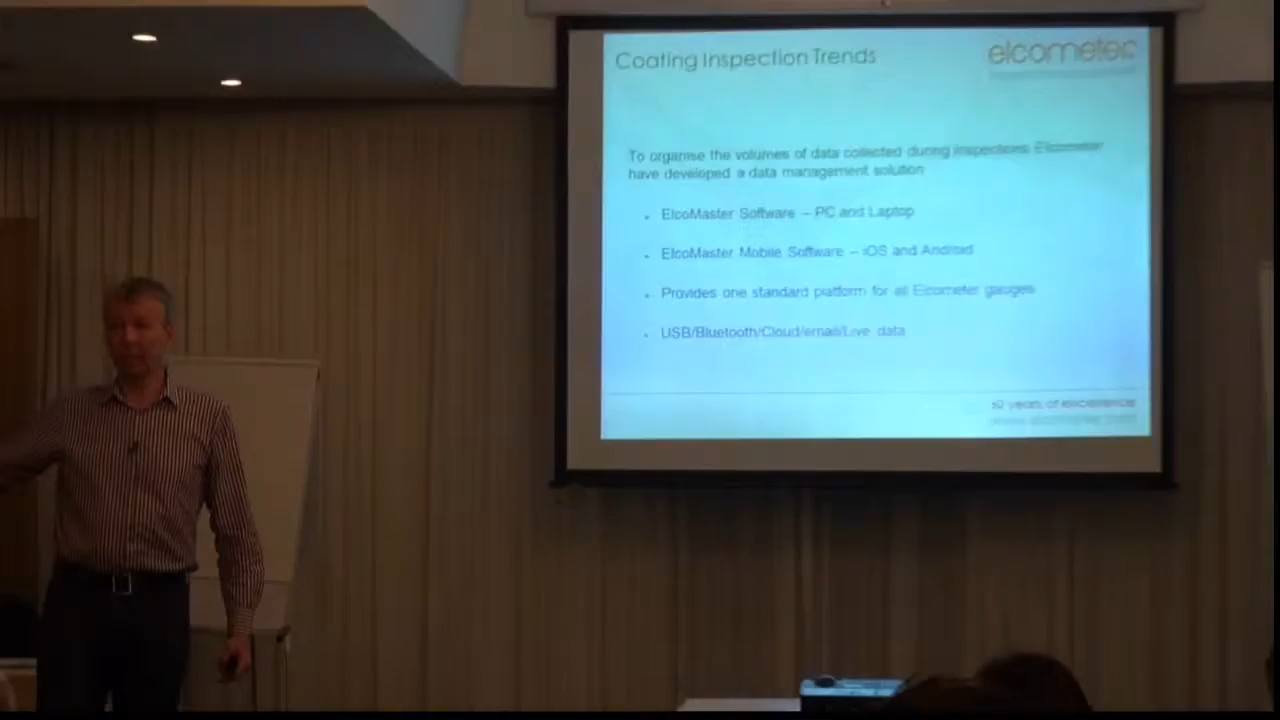 Coating Inspection Trends
elcometer
To organise the volumes of data collected during inspections Elcometer
have developed a data management solution
• ElcoMaster Software – PC and Laptop
• ElcoMaster Mobile Software – iOS and Android
• Provides one standard platform for all Elcometer gauges
• USB/Bluetooth/Cloud/email/Live data
years of excellence